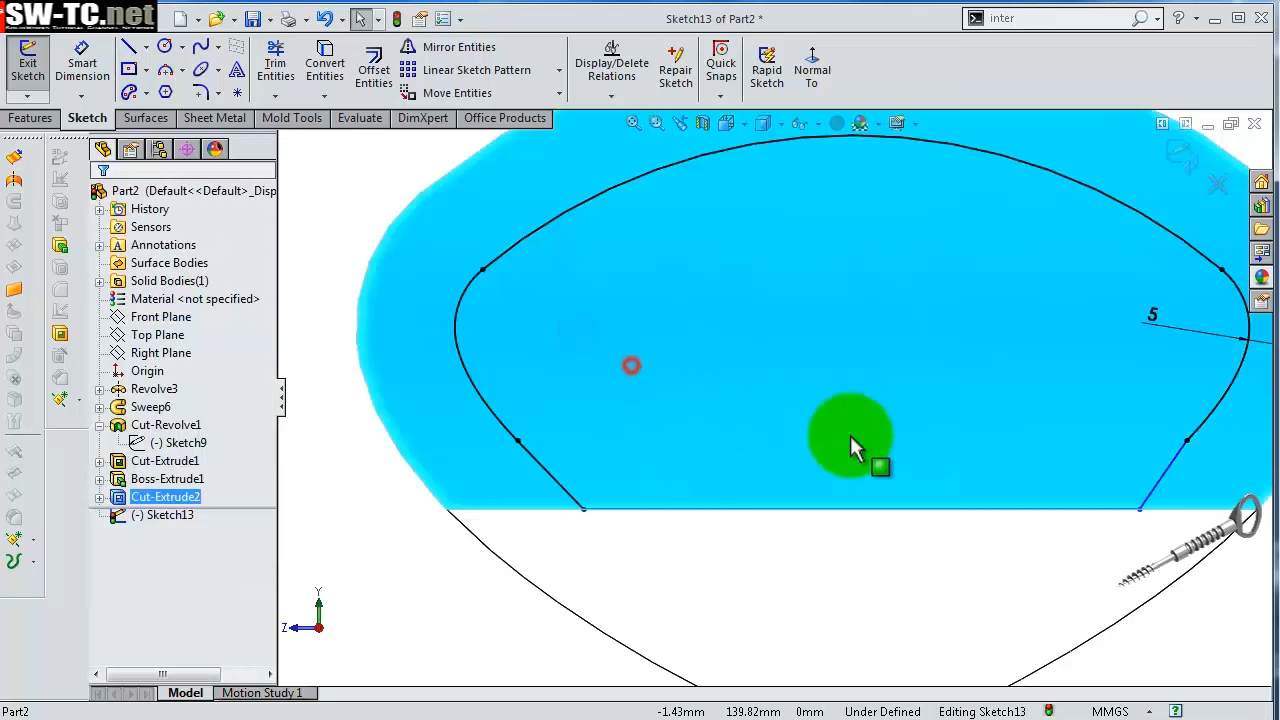 SW-TC.net
Sketch13 of Part2 *
inter
Exit Sketch
Smart Dimension
Trim Entities
Convert Entities
Offset Entities
Mirror Entities
Linear Sketch Pattern
Move Entities
Display/Delete Relations
Repair Sketch
Quick Snaps
Rapid Sketch
Normal To
Features
Sketch
Surfaces
Sheet Metal
Mold Tools
Evaluate
DimXpert
Office Products
Part2 (Default<<Default>_Disp
History
Sensors
Annotations
Surface Bodies
Solid Bodies(1)
Material <not specified>
Front Plane
Top Plane
Right Plane
Origin
Revolve3
Sweep6
Cut-Revolve1
(-) Sketch9
Cut-Extrude1
Boss-Extrude1
Cut-Extrude2
(-) Sketch13
5
Y
Z
Model
Motion Study 1
Part2
-1.43mm
139.82mm
0mm
Under Defined
Editing Sketch13
MMGS